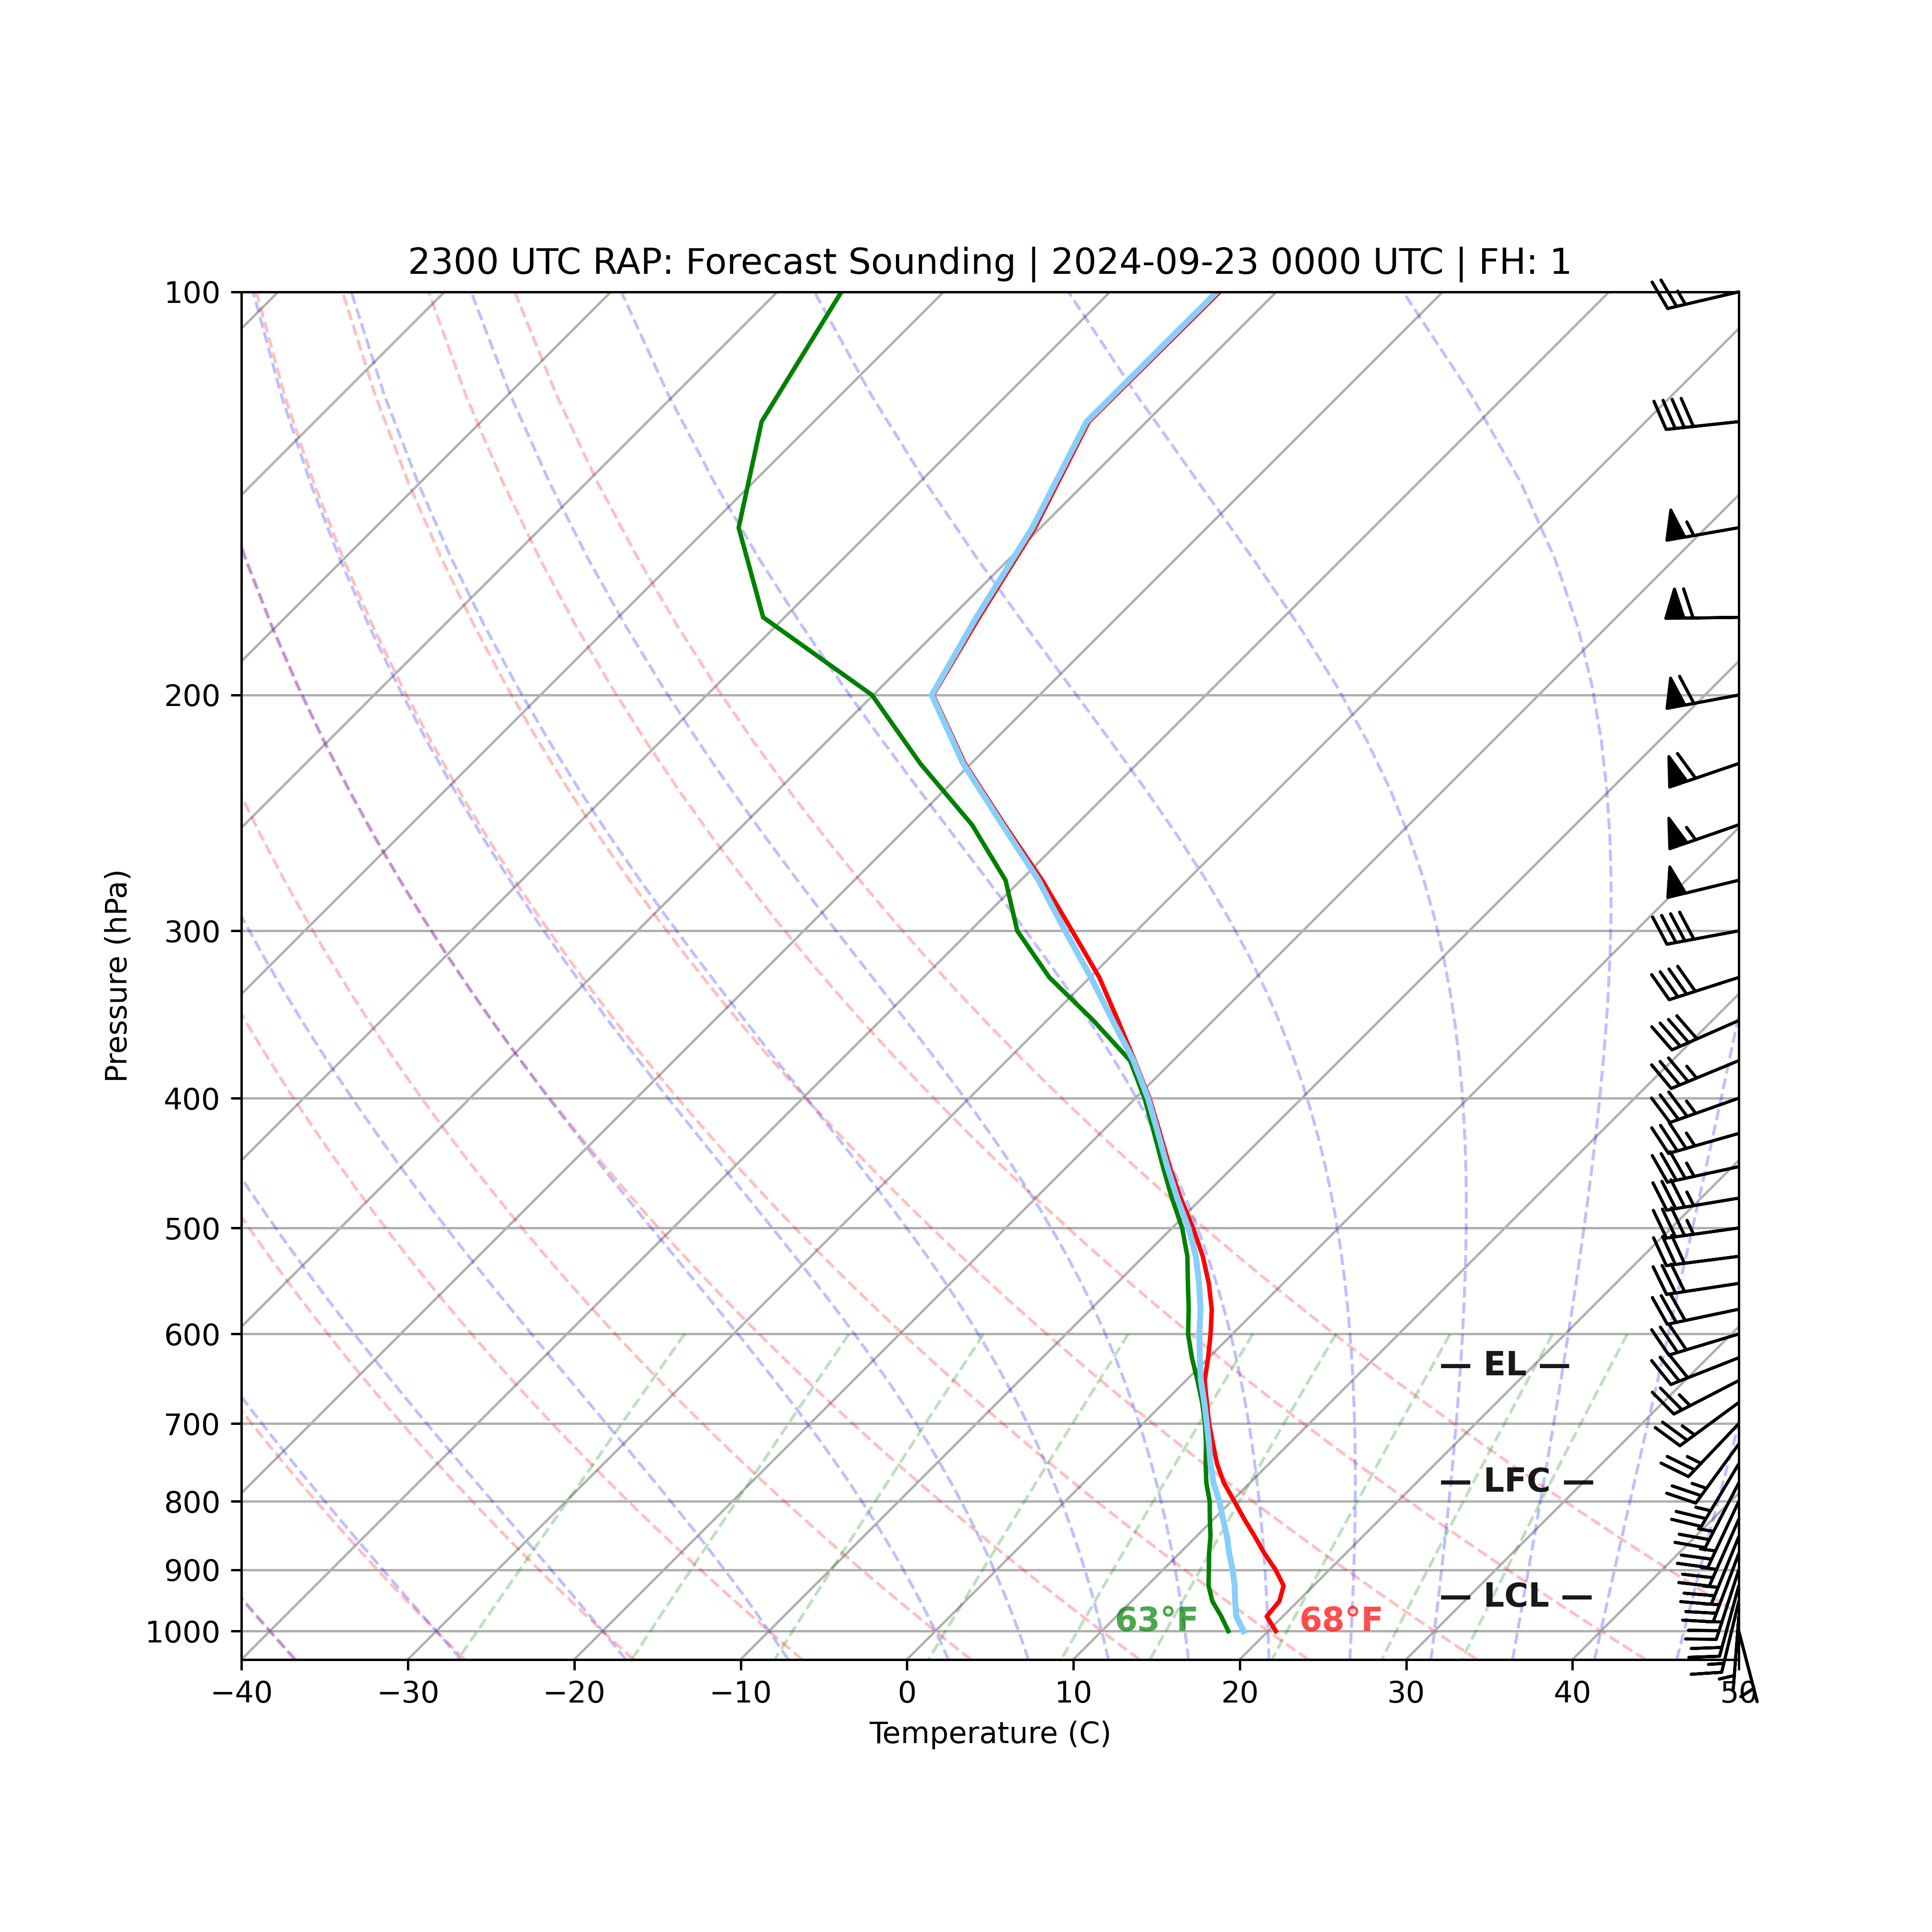 2300 UTC RAP: Forecast Sounding | 2024-09-23 0000 UTC | FH: 1
100
200
300
400
500
600
700
800
900
1000
Pressure (hPa)
— EL —
— LFC —
— LCL —
63°F
68°F
−40 −30 −20 −10 0 10 20 30 40 50
Temperature (C)